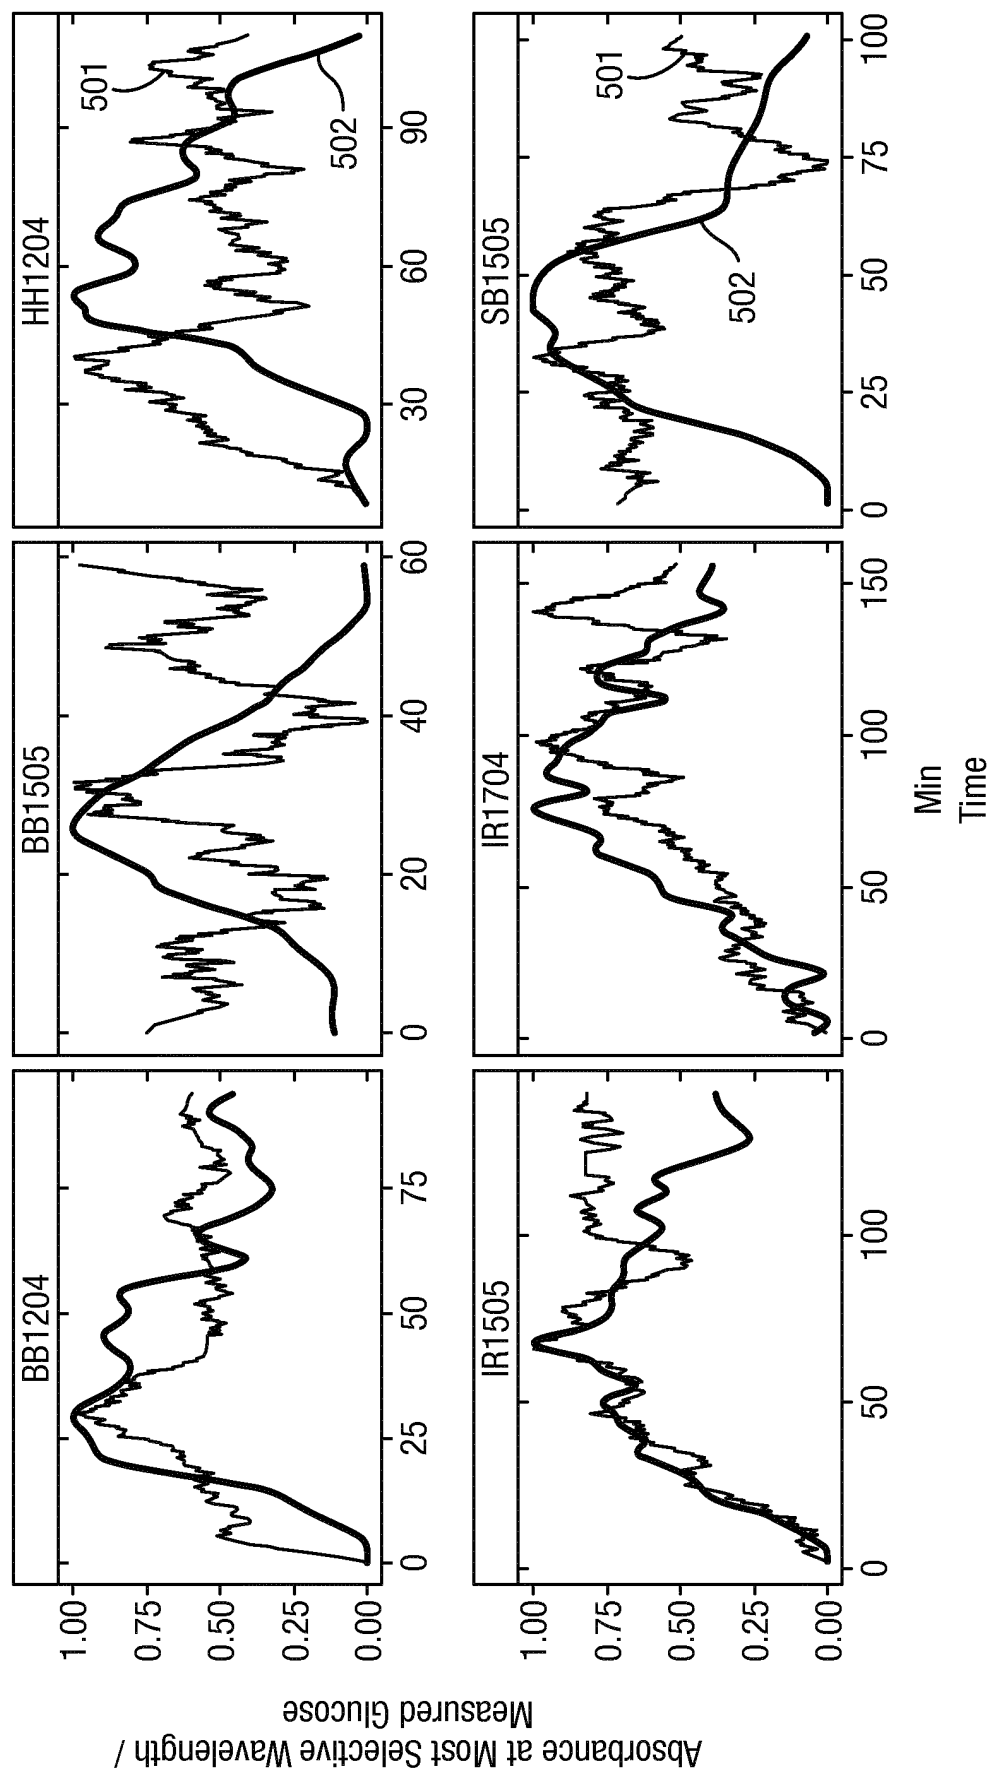 Absorbance at Most Selective Wavelength /
Measured Glucose
BB1204
BB1505
HH1204
501
502
1.00
0.75
0.50
0.25
0.00
0 25 50 75
0 20 40 60
30 60 90
IR1505
IR1704
SB1505
501
502
1.00
0.75
0.50
0.25
0.00
0 50 100
0 50 100 150
0 25 50 75 100
Min
Time